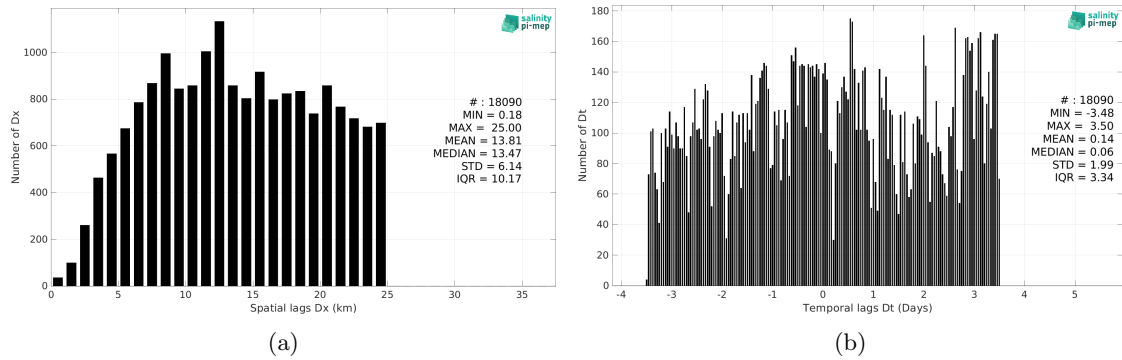 salinity
pi-mep
Number of Dx
1000
800
600
400
200
0
# : 18090
MIN = 0.18
MAX = 25.00
MEAN = 13.81
MEDIAN = 13.47
STD = 6.14
IQR = 10.17
0 5 10 15 20 25 30 35
Spatial lags Dx (km)
(a)
salinity
pi-mep
Number of Dt
180
160
140
120
100
80
60
40
20
0
# : 18090
MIN = -3.48
MAX = 3.50
MEAN = 0.14
MEDIAN = 0.06
STD = 1.99
IQR = 3.34
-4 -3 -2 -1 0 1 2 3 4 5
Temporal lags Dt (Days)
(b)